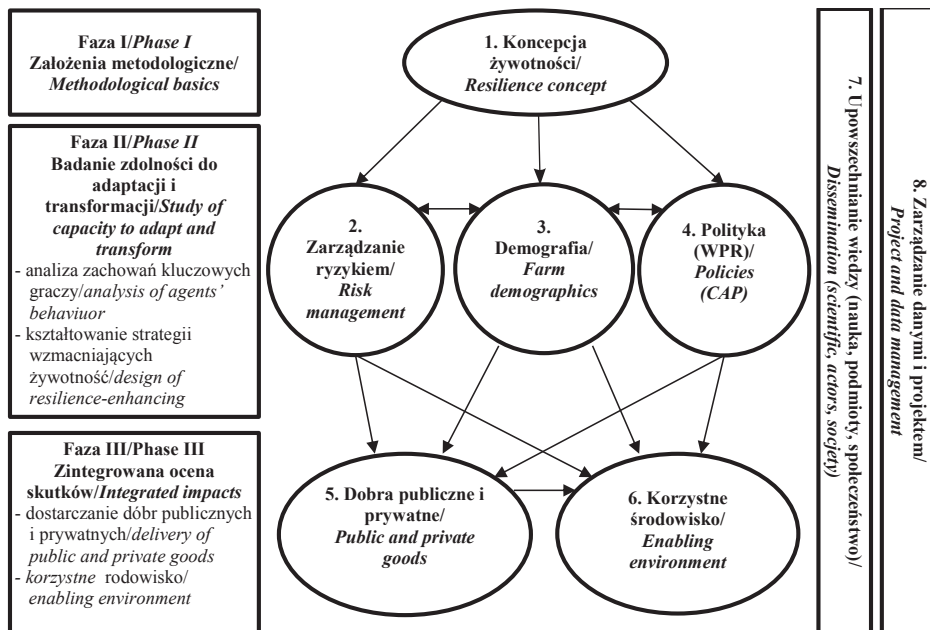 Faza I/Phase I
Założenia metodologiczne/
Methodological basics
Faza II/Phase II
Badanie zdolności do
adaptacji i
transformacji/Study of
capacity to adapt and
transform
- analiza zachowań kluczowych
graczy/analysis of agents’
behaviuor
- kształtowanie strategii
wzmacniających
żywotność/design of
resilience-enhancing
Faza III/Phase III
Zintegrowana ocena
skutków/Integrated impacts
- dostarczanie dóbr publicznych
i prywatnych/delivery of
public and private goods
- korzystne rodowisko/
enabling environment
1. Koncepcja
żywotności/
Resilience concept
2.
Zarządzanie
ryzykiem/
Risk
management
3.
Demografia/
Farm
demographics
4. Polityka
(WPR)/
Policies
(CAP)
5. Dobra publiczne i
prywatne/
Public and private
goods
6. Korzystne
środowisko/
Enabling
environment
7. Upowszechnianie wiedzy (nauka, podmioty, społeczeństwo)/
Dissemtination (scientific, actors, socjety)
8. Zarządzanie danymi i projektem/
Project and data management